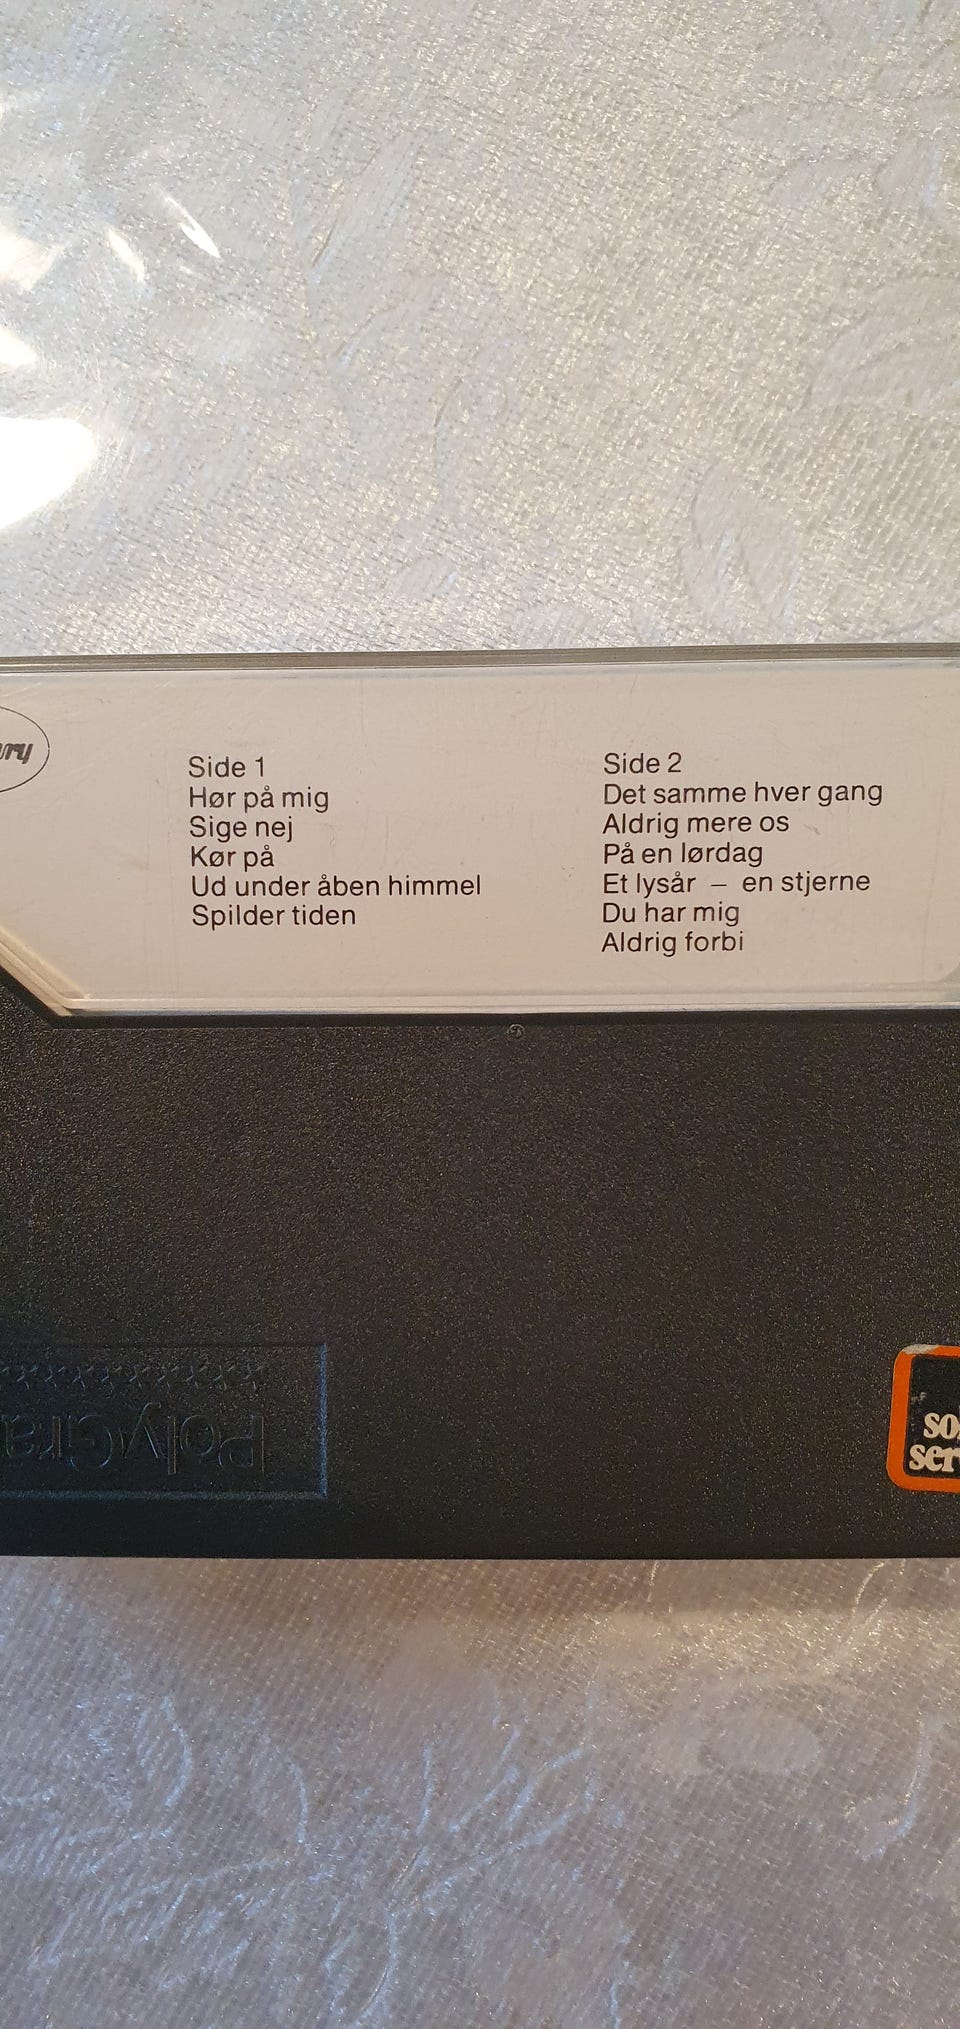 Side 1
Hør på mig
Sige nej
Kør på
Ud under åben himmel
Spilder tiden
Side 2
Det samme hver gang
Aldrig mere os
På en lørdag
Et lysår – en stjerne
Du har mig
Aldrig forbi